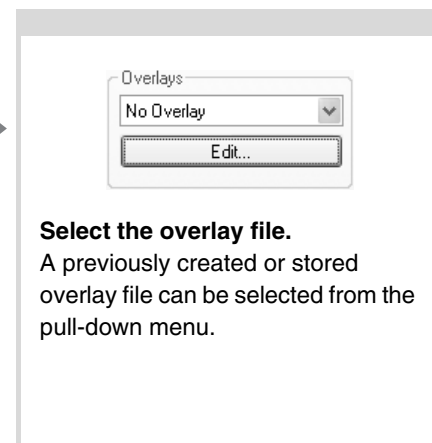 Overlays
No Overlay
Edit...
Select the overlay file.
A previously created or stored
overlay file can be selected from the
pull-down menu.